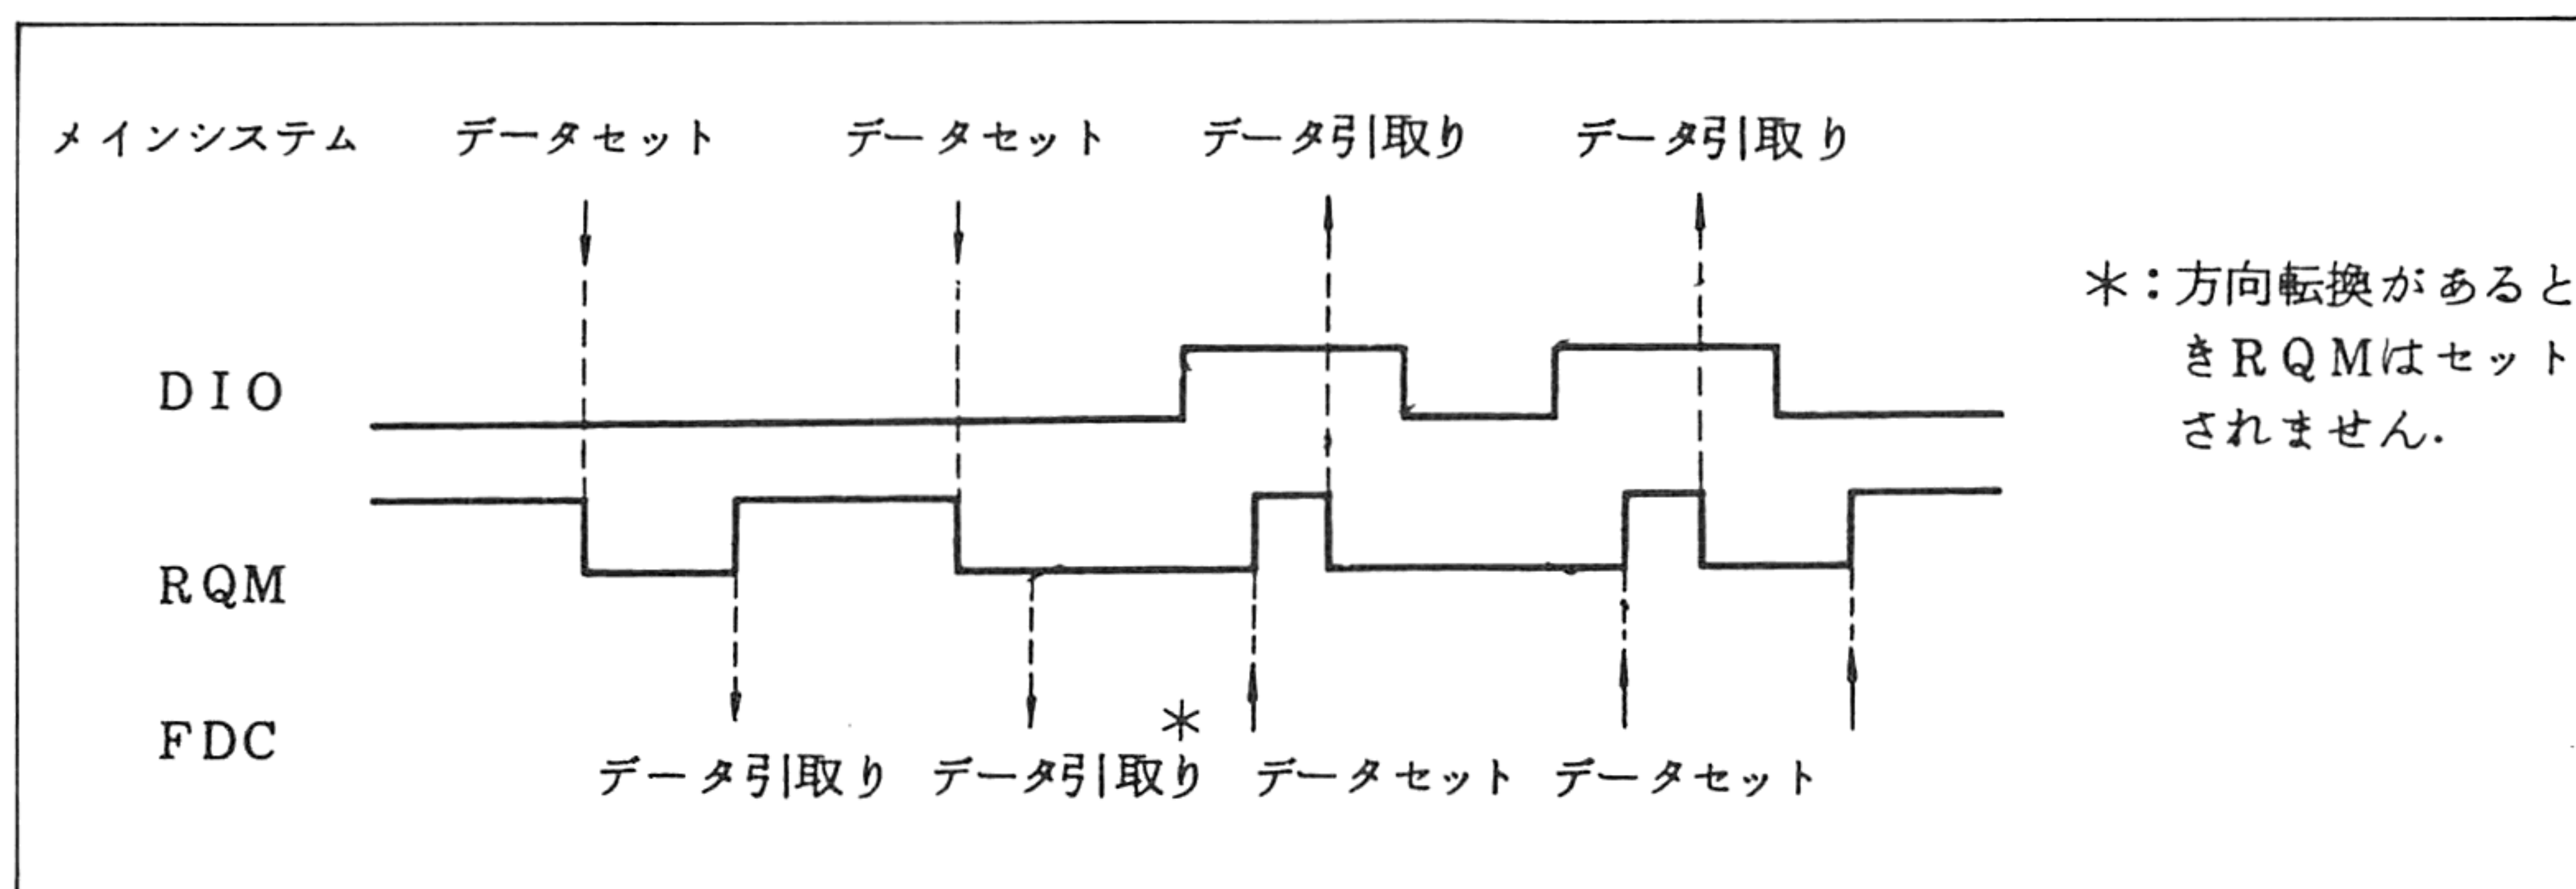 メインシステム データセット データセット データ引取り データ引取り
*:方向転換があると
きRQMはセット
されません.
DIO
RQM
FDC
*
データ引取り データ引取り データセット データセット